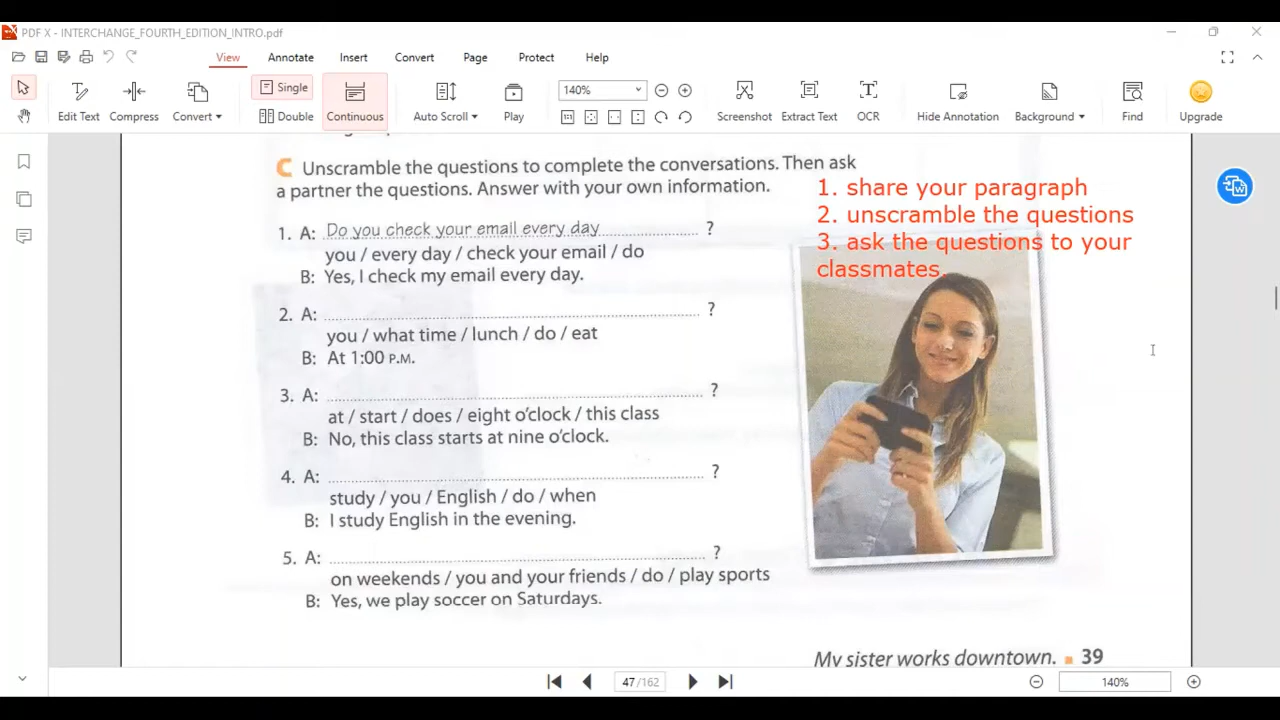 PDF X - INTERCHANGE_FOURTH_EDITION_INTRO.pdf
View Annotate Insert Convert Page Protect Help
Single
Double
Edit Text Compress Convert Continuous Auto Scroll Play 140% Screenshot Extract Text OCR Hide Annotation Background Find Upgrade
C Unscramble the questions to complete the conversations. Then ask
a partner the questions. Answer with your own information.
1. A: Do you check your email every day ?
you / every day / check your email / do
B: Yes, I check my email every day.
2. A: ?
you / what time / lunch / do / eat
B: At 1:00 P.M.
3. A: ?
at / start / does / eight o'clock / this class
B: No, this class starts at nine o'clock.
4. A: ?
study / you / English / do / when
B: I study English in the evening.
5. A: ?
on weekends / you and your friends / do / play sports
B: Yes, we play soccer on Saturdays.
1. share your paragraph
2. unscramble the questions
3. ask the questions to your
classmates.
My sister works downtown. 39
47 /162
140%